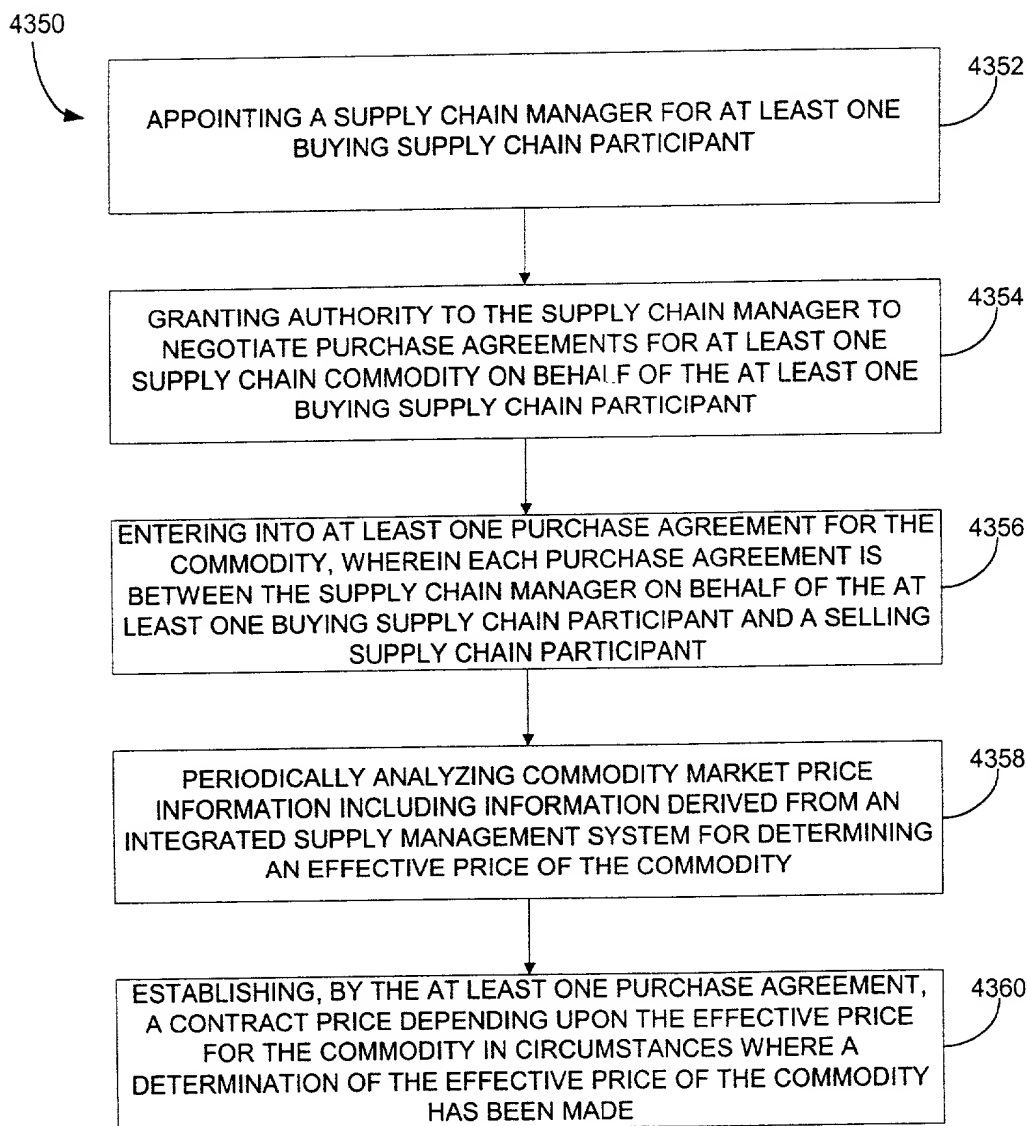 4350
4352
APPOINTING A SUPPLY CHAIN MANAGER FOR AT LEAST ONE
BUYING SUPPLY CHAIN PARTICIPANT
4354
GRANTING AUTHORITY TO THE SUPPLY CHAIN MANAGER TO
NEGOTIATE PURCHASE AGREEMENTS FOR AT LEAST ONE
SUPPLY CHAIN COMMODITY ON BEHALF OF THE AT LEAST ONE
BUYING SUPPLY CHAIN PARTICIPANT
4356
ENTERING INTO AT LEAST ONE PURCHASE AGREEMENT FOR THE
COMMODITY, WHEREIN EACH PURCHASE AGREEMENT IS
BETWEEN THE SUPPLY CHAIN MANAGER ON BEHALF OF THE AT
LEAST ONE BUYING SUPPLY CHAIN PARTICIPANT AND A SELLING
SUPPLY CHAIN PARTICIPANT
4358
PERIODICALLY ANALYZING COMMODITY MARKET PRICE
INFORMATION INCLUDING INFORMATION DERIVED FROM AN
INTEGRATED SUPPLY MANAGEMENT SYSTEM FOR DETERMINING
AN EFFECTIVE PRICE OF THE COMMODITY
4360
ESTABLISHING, BY THE AT LEAST ONE PURCHASE AGREEMENT,
A CONTRACT PRICE DEPENDING UPON THE EFFECTIVE PRICE
FOR THE COMMODITY IN CIRCUMSTANCES WHERE A
DETERMINATION OF THE EFFECTIVE PRICE OF THE COMMODITY
HAS BEEN MADE